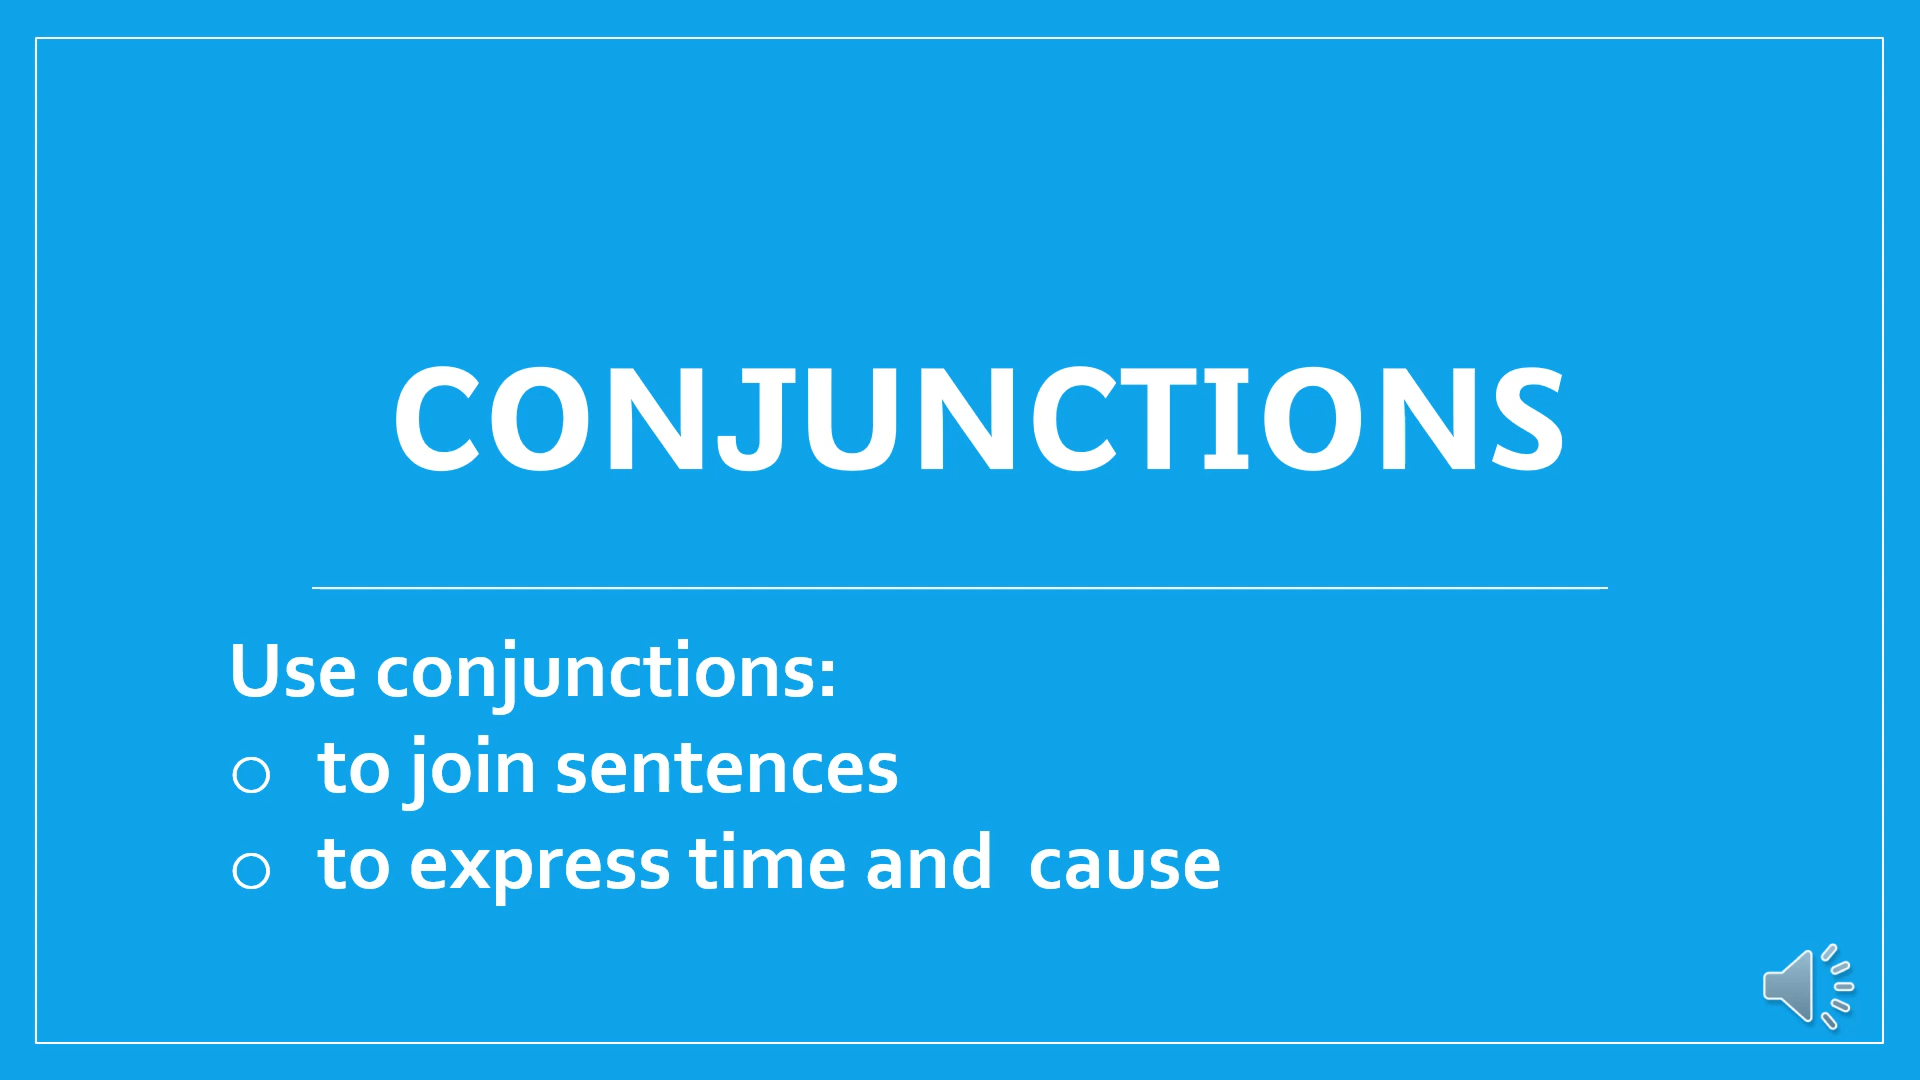 CONJUNCTIONS
Use conjunctions:
o to join sentences
o to express time and  cause